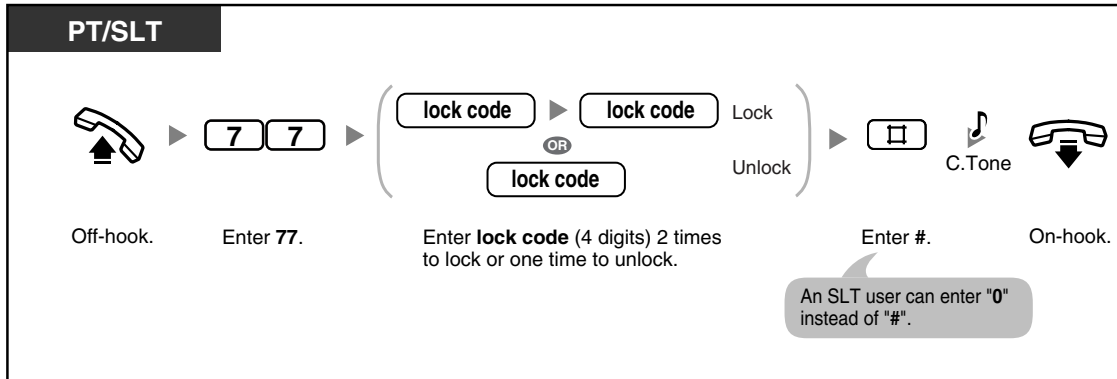 PT/SLT
lock code lock code Lock
7 7 OR C.Tone
lock code Unlock
Off-hook. Enter 77. Enter lock code (4 digits) 2 times
to lock or one time to unlock. Enter #. On-hook.
An SLT user can enter "0"
instead of "#".